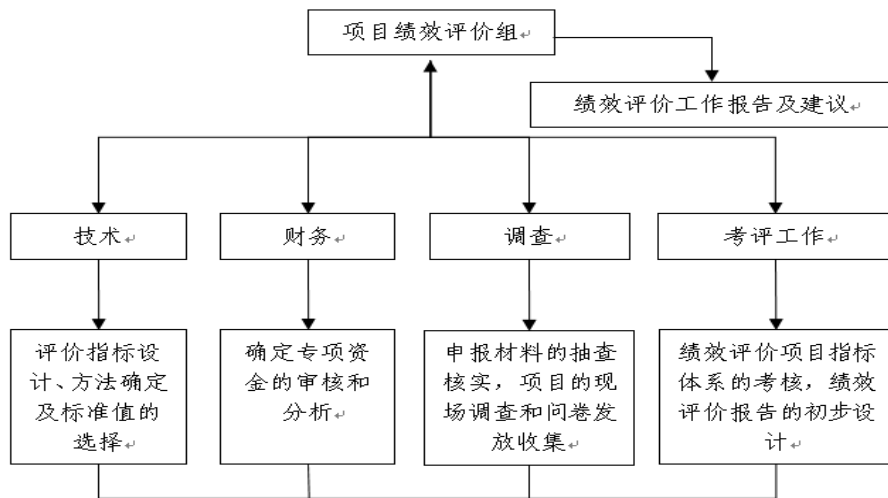 项目绩效评价组
绩效评价工作报告及建议
技术
财务
调查
考评工作
评价指标设
计、方法确定
及标准值的
选择
确定专项资
金的审核和
分析
申报材料的抽查
核实，项目的现
场调查和问卷发
放收集
绩效评价项目指标
体系的考核，绩效
评价报告的初步设
计